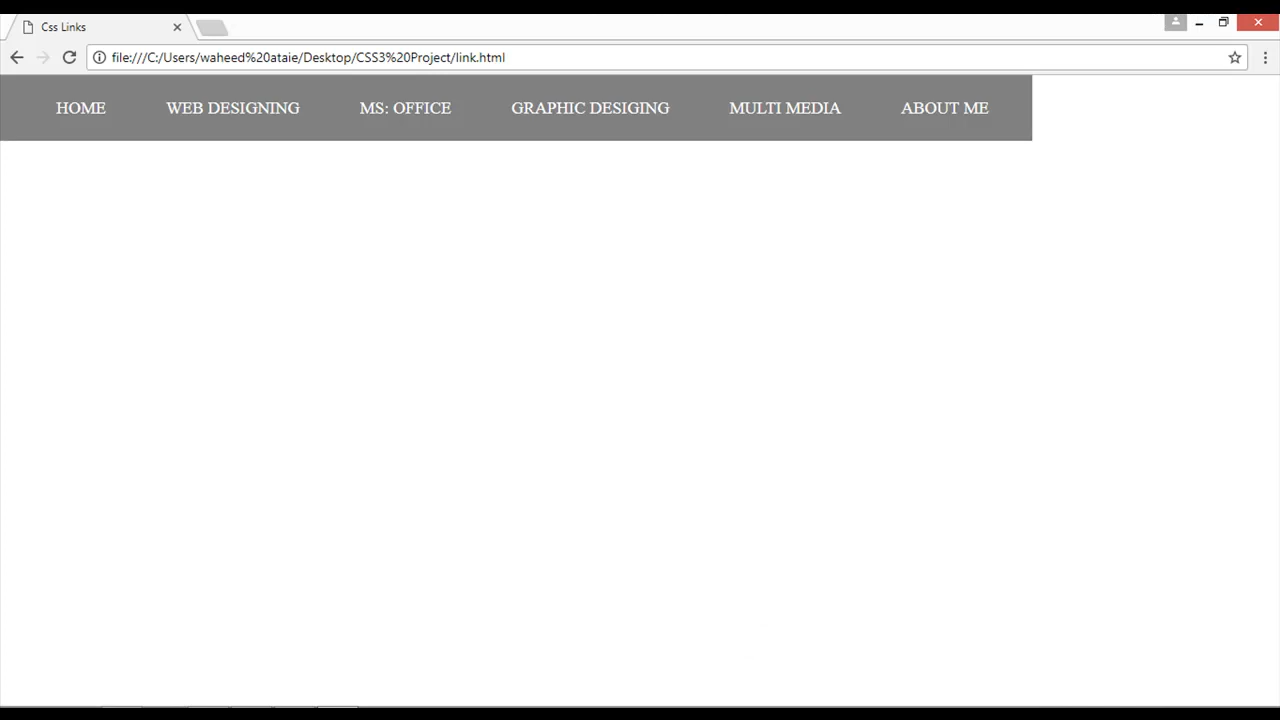 Css Links
file:///C:/Users/waheed%20ataie/Desktop/CSS3%20Project/link.html
HOME WEB DESIGNING MS: OFFICE GRAPHIC DESIGING MULTI MEDIA ABOUT ME